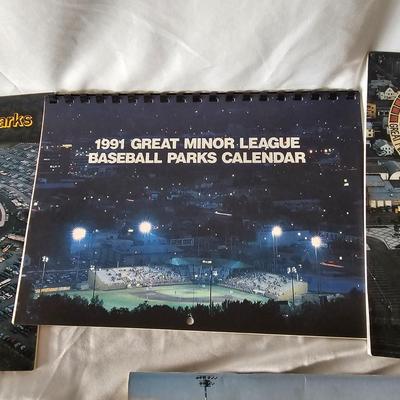 arks
1991 GREAT MINOR LEAGUE
BASEBALL PARKS CALENDAR